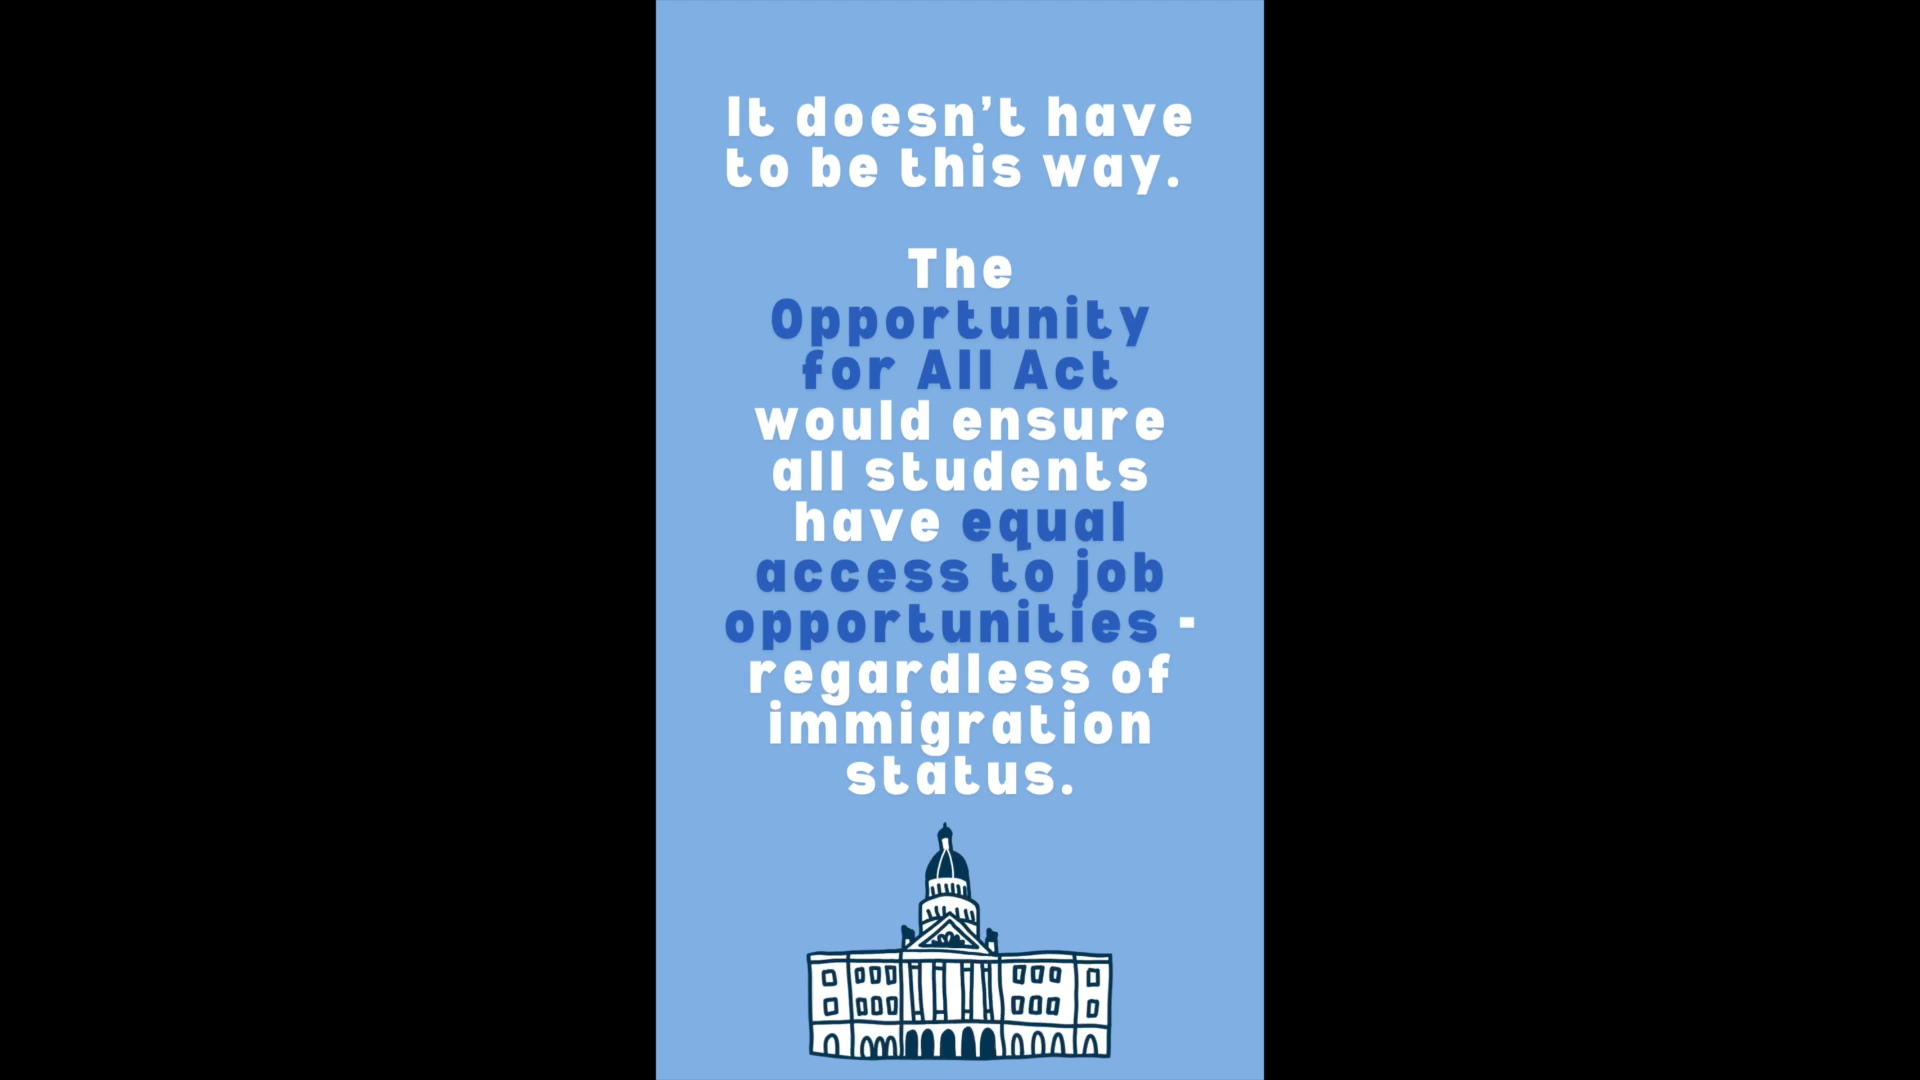 It doesn't have
to be this way.
The
Opportunity
for All Act
would ensure
all students
have equal
access to job
opportunities -
regardless of
immigration
status.